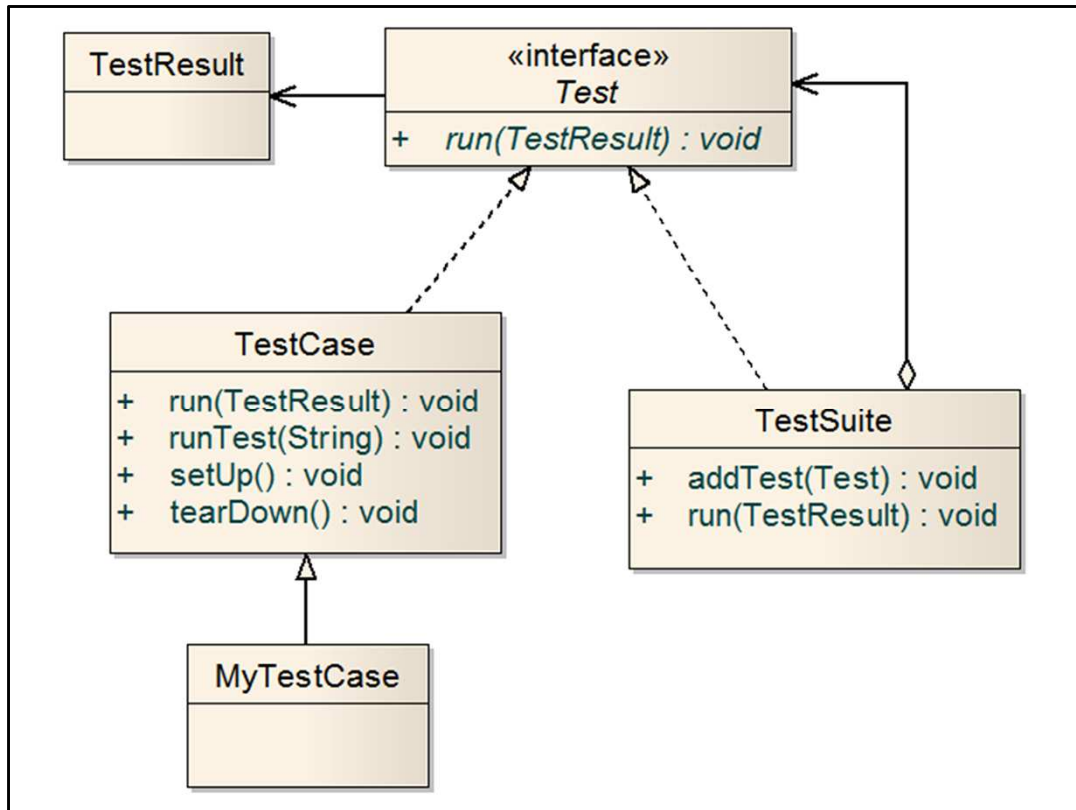 TestResult
«interface»
Test
+ run(TestResult) : void
TestCase
+ run(TestResult) : void
+ runTest(String) : void
+ setUp() : void
+ tearDown() : void
TestSuite
+ addTest(Test) : void
+ run(TestResult) : void
MyTestCase